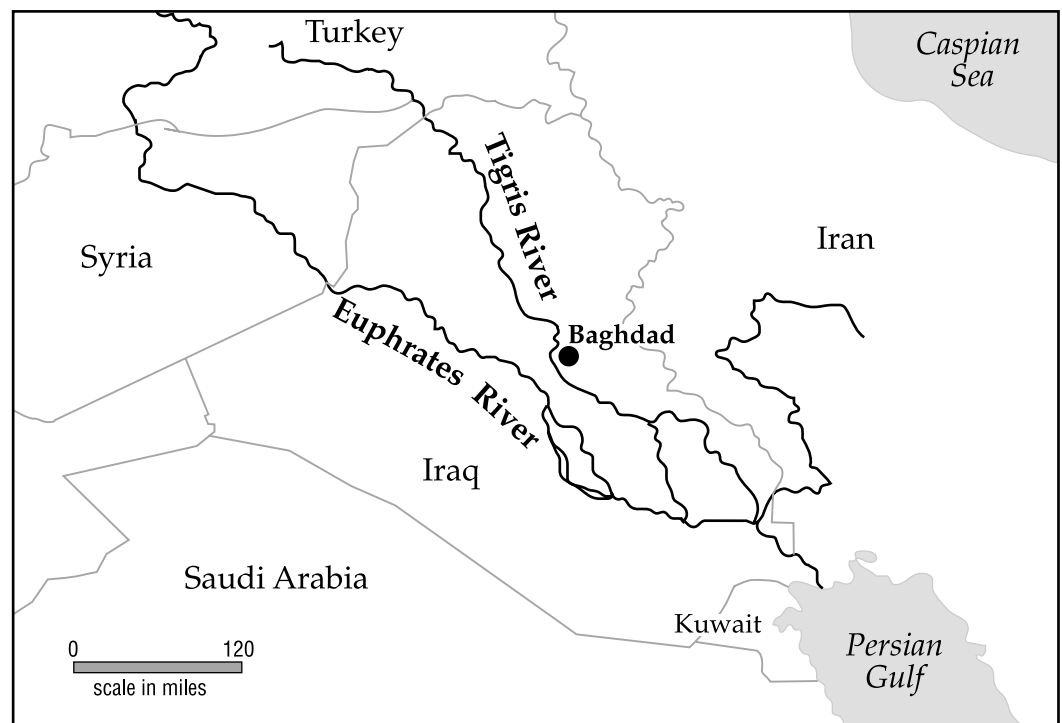 Turkey
Caspian
Sea
Tigris River
Syria
Iran
Euphrates River
Baghdad
Iraq
Saudi Arabia
Kuwait
Persian
Gulf
0 120
scale in miles